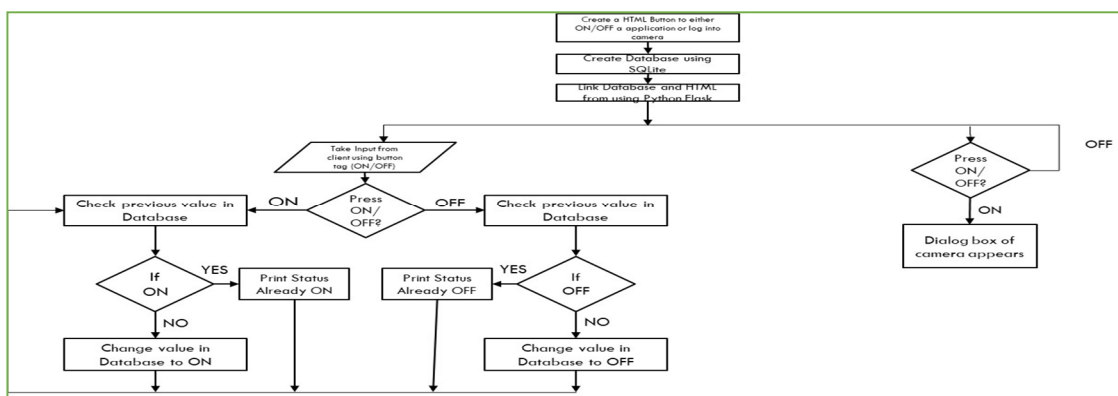 Create a HTML Button to either
ON/OFF a application or log into
camera
Create Database using
SQLite
Link Database and HTML
from using Python Flask
Take Input from
client using button
tag (ON/OFF)
Press
ON/
OFF?
ON
OFF
Check previous value in
Database
Check previous value in
Database
If
ON
YES
Print Status
Already ON
NO
Change value in
Database to ON
If
OFF
YES
Print Status
Already OFF
NO
Change value in
Database to OFF
Press
ON/
OFF?
OFF
ON
Dialog box of
camera appears